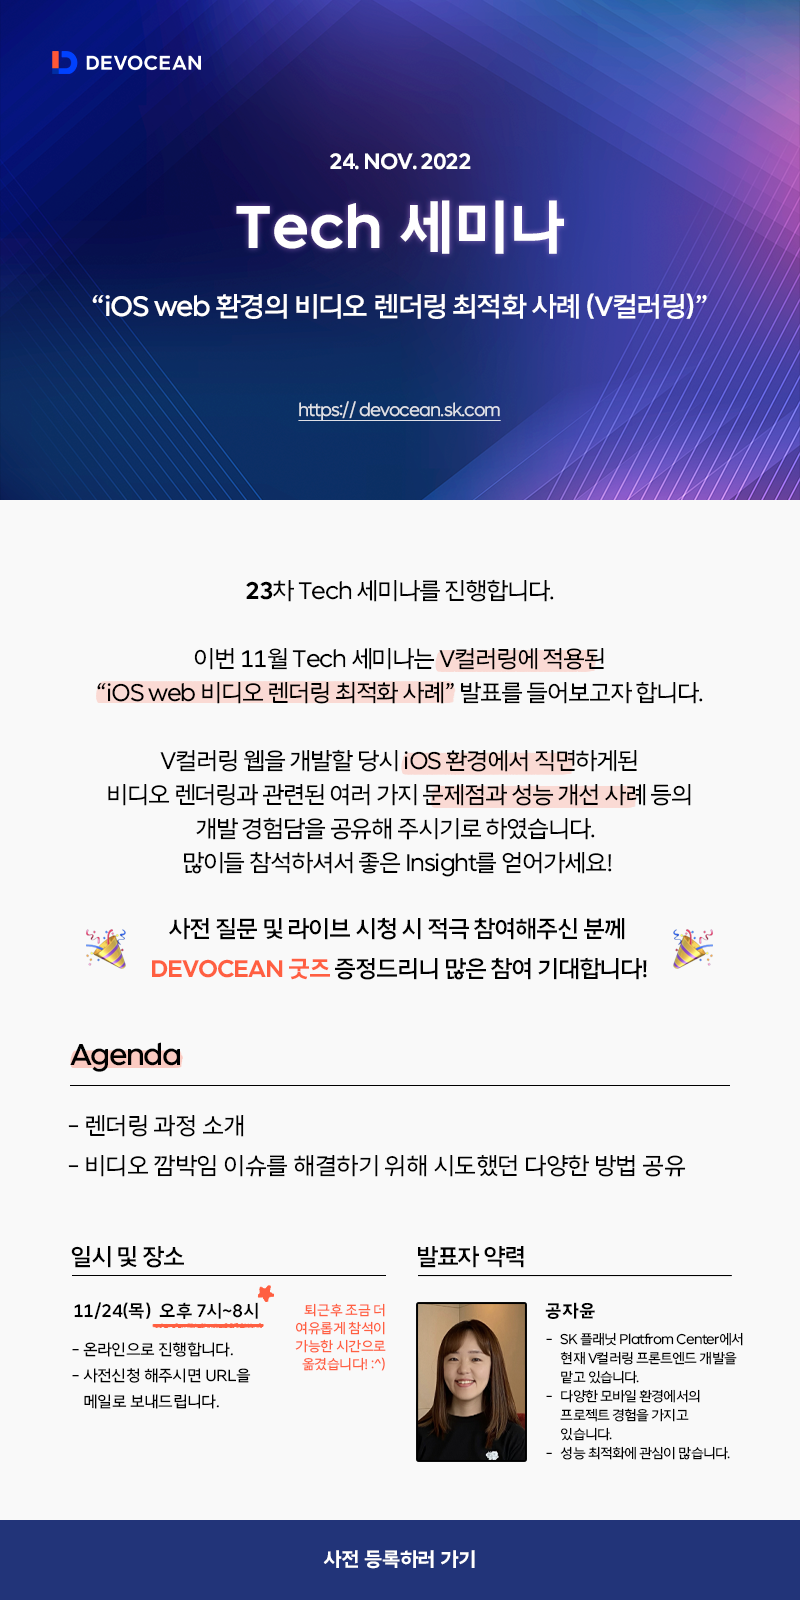 DEVOCEAN
24. NOV. 2022
Tech 세미나
“iOS web 환경의 비디오 렌더링 최적화 사례 (V컬러링)”
https:// devocean.sk.com
23차 Tech 세미나를 진행합니다.
이번 11월 Tech 세미나는 V컬러링에 적용된
“iOS web 비디오 렌더링 최적화 사례” 발표를 들어보고자 합니다.
V컬러링 웹을 개발할 당시 iOS 환경에서 직면하게된
비디오 렌더링과 관련된 여러 가지 문제점과 성능 개선 사례 등의
개발 경험담을 공유해 주시기로 하였습니다.
많이들 참석하셔서 좋은 Insight를 얻어가세요!
사전 질문 및 라이브 시청 시 적극 참여해주신 분께
DEVOCEAN 굿즈 증정드리니 많은 참여 기대합니다!
Agenda
- 렌더링 과정 소개
- 비디오 깜박임 이슈를 해결하기 위해 시도했던 다양한 방법 공유
일시 및 장소
11/24(목) 오후 7시~8시
- 온라인으로 진행합니다.
- 사전신청 해주시면 URL을
메일로 보내드립니다.
퇴근후 조금 더
여유롭게 참석이
가능한 시간으로
옮겼습니다! :^)
발표자 약력
공자윤
- SK 플래닛 Platfrom Center에서
현재 V컬러링 프론트엔드 개발을
맡고 있습니다.
- 다양한 모바일 환경에서의
프로젝트 경험을 가지고
있습니다.
- 성능 최적화에 관심이 많습니다.
사전 등록하러 가기